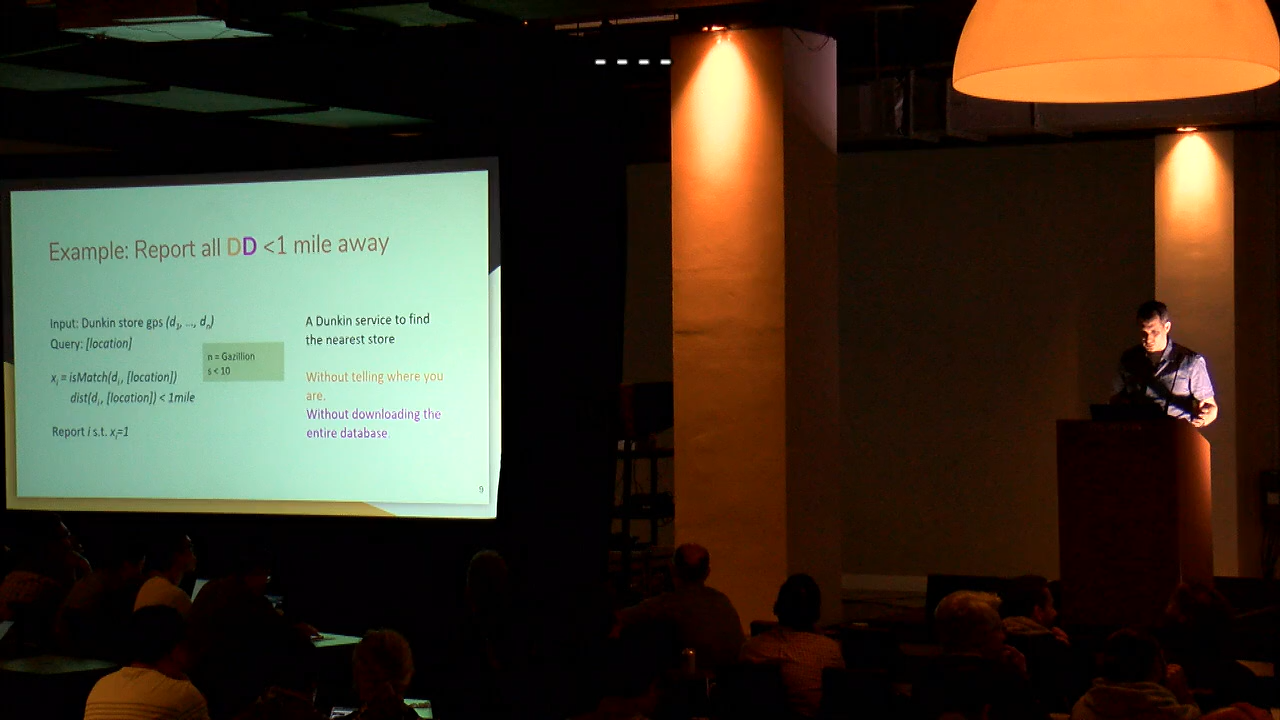 Example: Report all DD <1 mile away
Input: Dunkin store gps (d₁, ..., dₙ)
Query: [location]
n = Gazillion
s < 10
xᵢ = isMatch(dᵢ, [location])
dist(dᵢ, [location]) < 1mile
Report i s.t. xᵢ=1
A Dunkin service to find
the nearest store
Without telling where you
are.
Without downloading the
entire database.
9